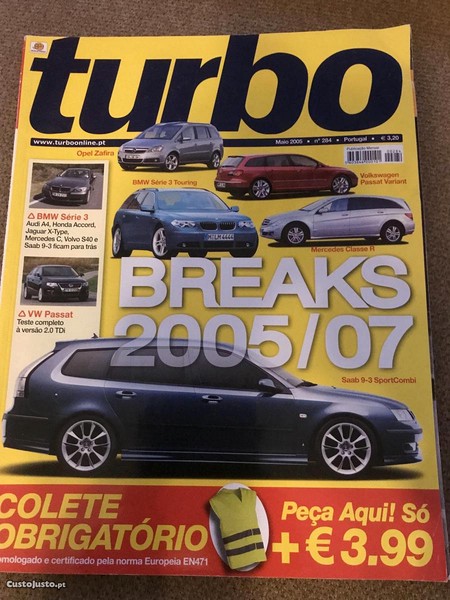 turbo
www.turboonline.pt
Maio 2005 • nº 284 • Portugal • € 3,20
Publicação Mensal
Opel Zafira
BMW Série 3 Touring
Volkswagen
Passat Variant
Mercedes Classe R
△ BMW Série 3
Audi A4, Honda Accord,
Jaguar X-Type,
Mercedes C, Volvo S40 e
Saab 9-3 ficam para trás
△ VW Passat
Teste completo
à versão 2.0 TDi
BREAKS
2005/07
Saab 9-3 SportCombi
COLETE
OBRIGATÓRIO
omologado e certificado pela norma Europeia EN471
Peça Aqui! Só
+ € 3.99
CustoJusto.pt